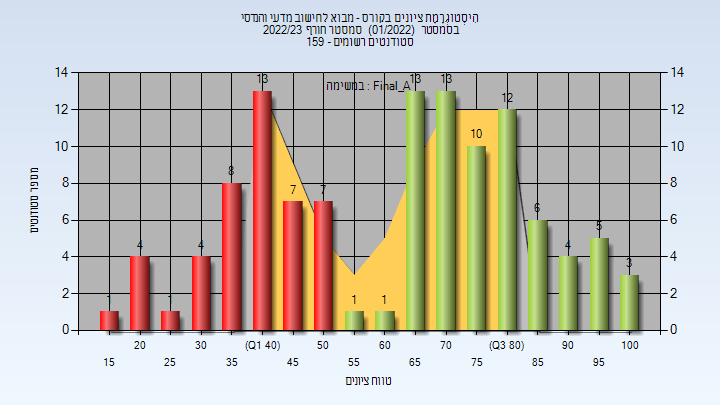 היסטוגרמת ציונים בקורס - מבוא לחישוב מדעי והנדסי
בסמסטר (01/2022) סמסטר חורף 2022/23
סטודנטים רשומים - 159
במשימה : Final_A
מספר סטודנטים
14 14
12 12
10 10
8 8
6 6
4 4
2 2
0 0
1 4 1 4 8 13 7 7 1 1 13 13 10 12 6 4 5 3
20 30 (Q1 40) 50 60 70 (Q3 80) 90 100
15 25 35 45 55 65 75 85 95
טווח ציונים